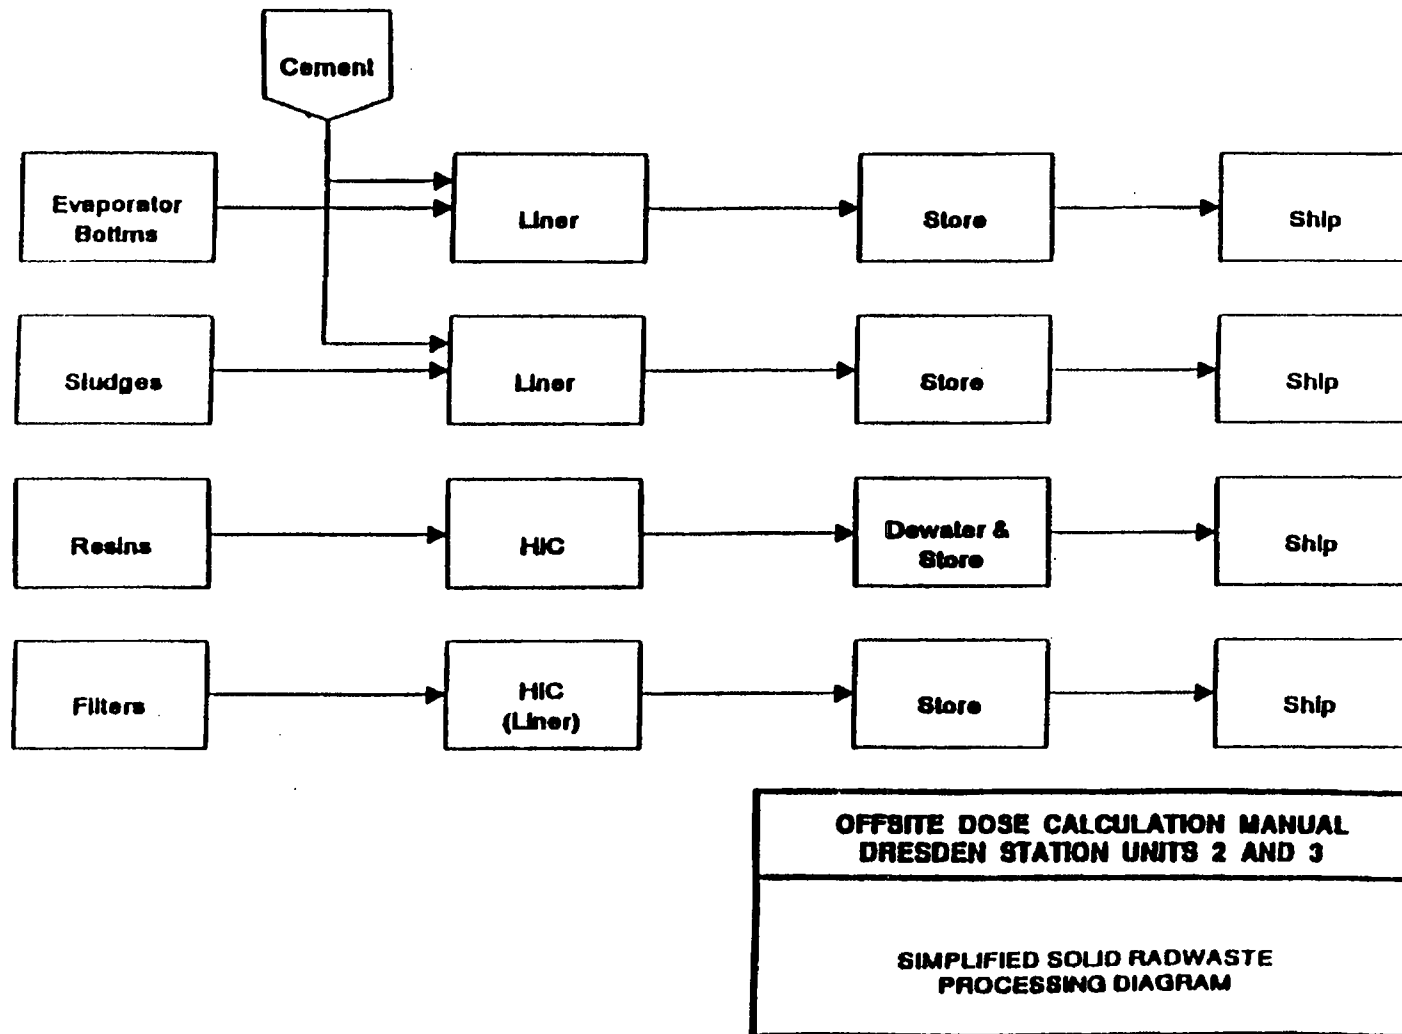 Cement
Evaporator
Bottms
Liner
Store
Ship
Sludges
Liner
Store
Ship
Resins
HIC
Dewater &
Store
Ship
Filters
HIC
(Liner)
Store
Ship
OFFSITE DOSE CALCULATION MANUAL
DRESDEN STATION UNITS 2 AND 3
SIMPLIFIED SOLID RADWASTE
PROCESSING DIAGRAM